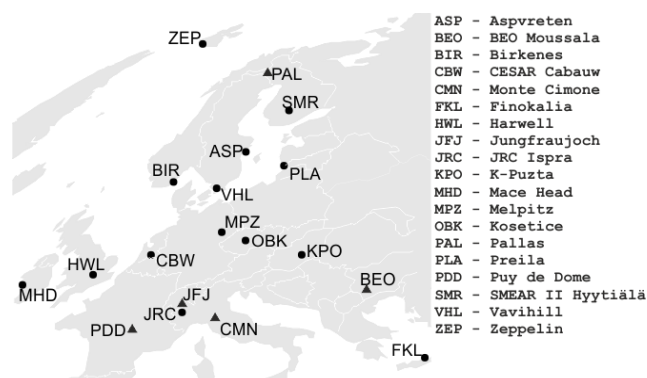 ZEP
PAL
SMR
ASP
PLA
BIR
VHL
MPZ
OBK
KPO
CBW
HWL
MHD
BEO
JFJ
JRC
PDD
CMN
FKL
ASP - Aspvreten
BEO - BEO Moussala
BIR - Birkenes
CBW - CESAR Cabauw
CMN - Monte Cimone
FKL - Finokalia
HWL - Harwell
JFJ - Jungfraujoch
JRC - JRC Ispra
KPO - K-Puzta
MHD - Mace Head
MPZ - Melpitz
OBK - Kosetice
PAL - Pallas
PLA - Preila
PDD - Puy de Dome
SMR - SMEAR II Hyytiälä
VHL - Vavihill
ZEP - Zeppelin